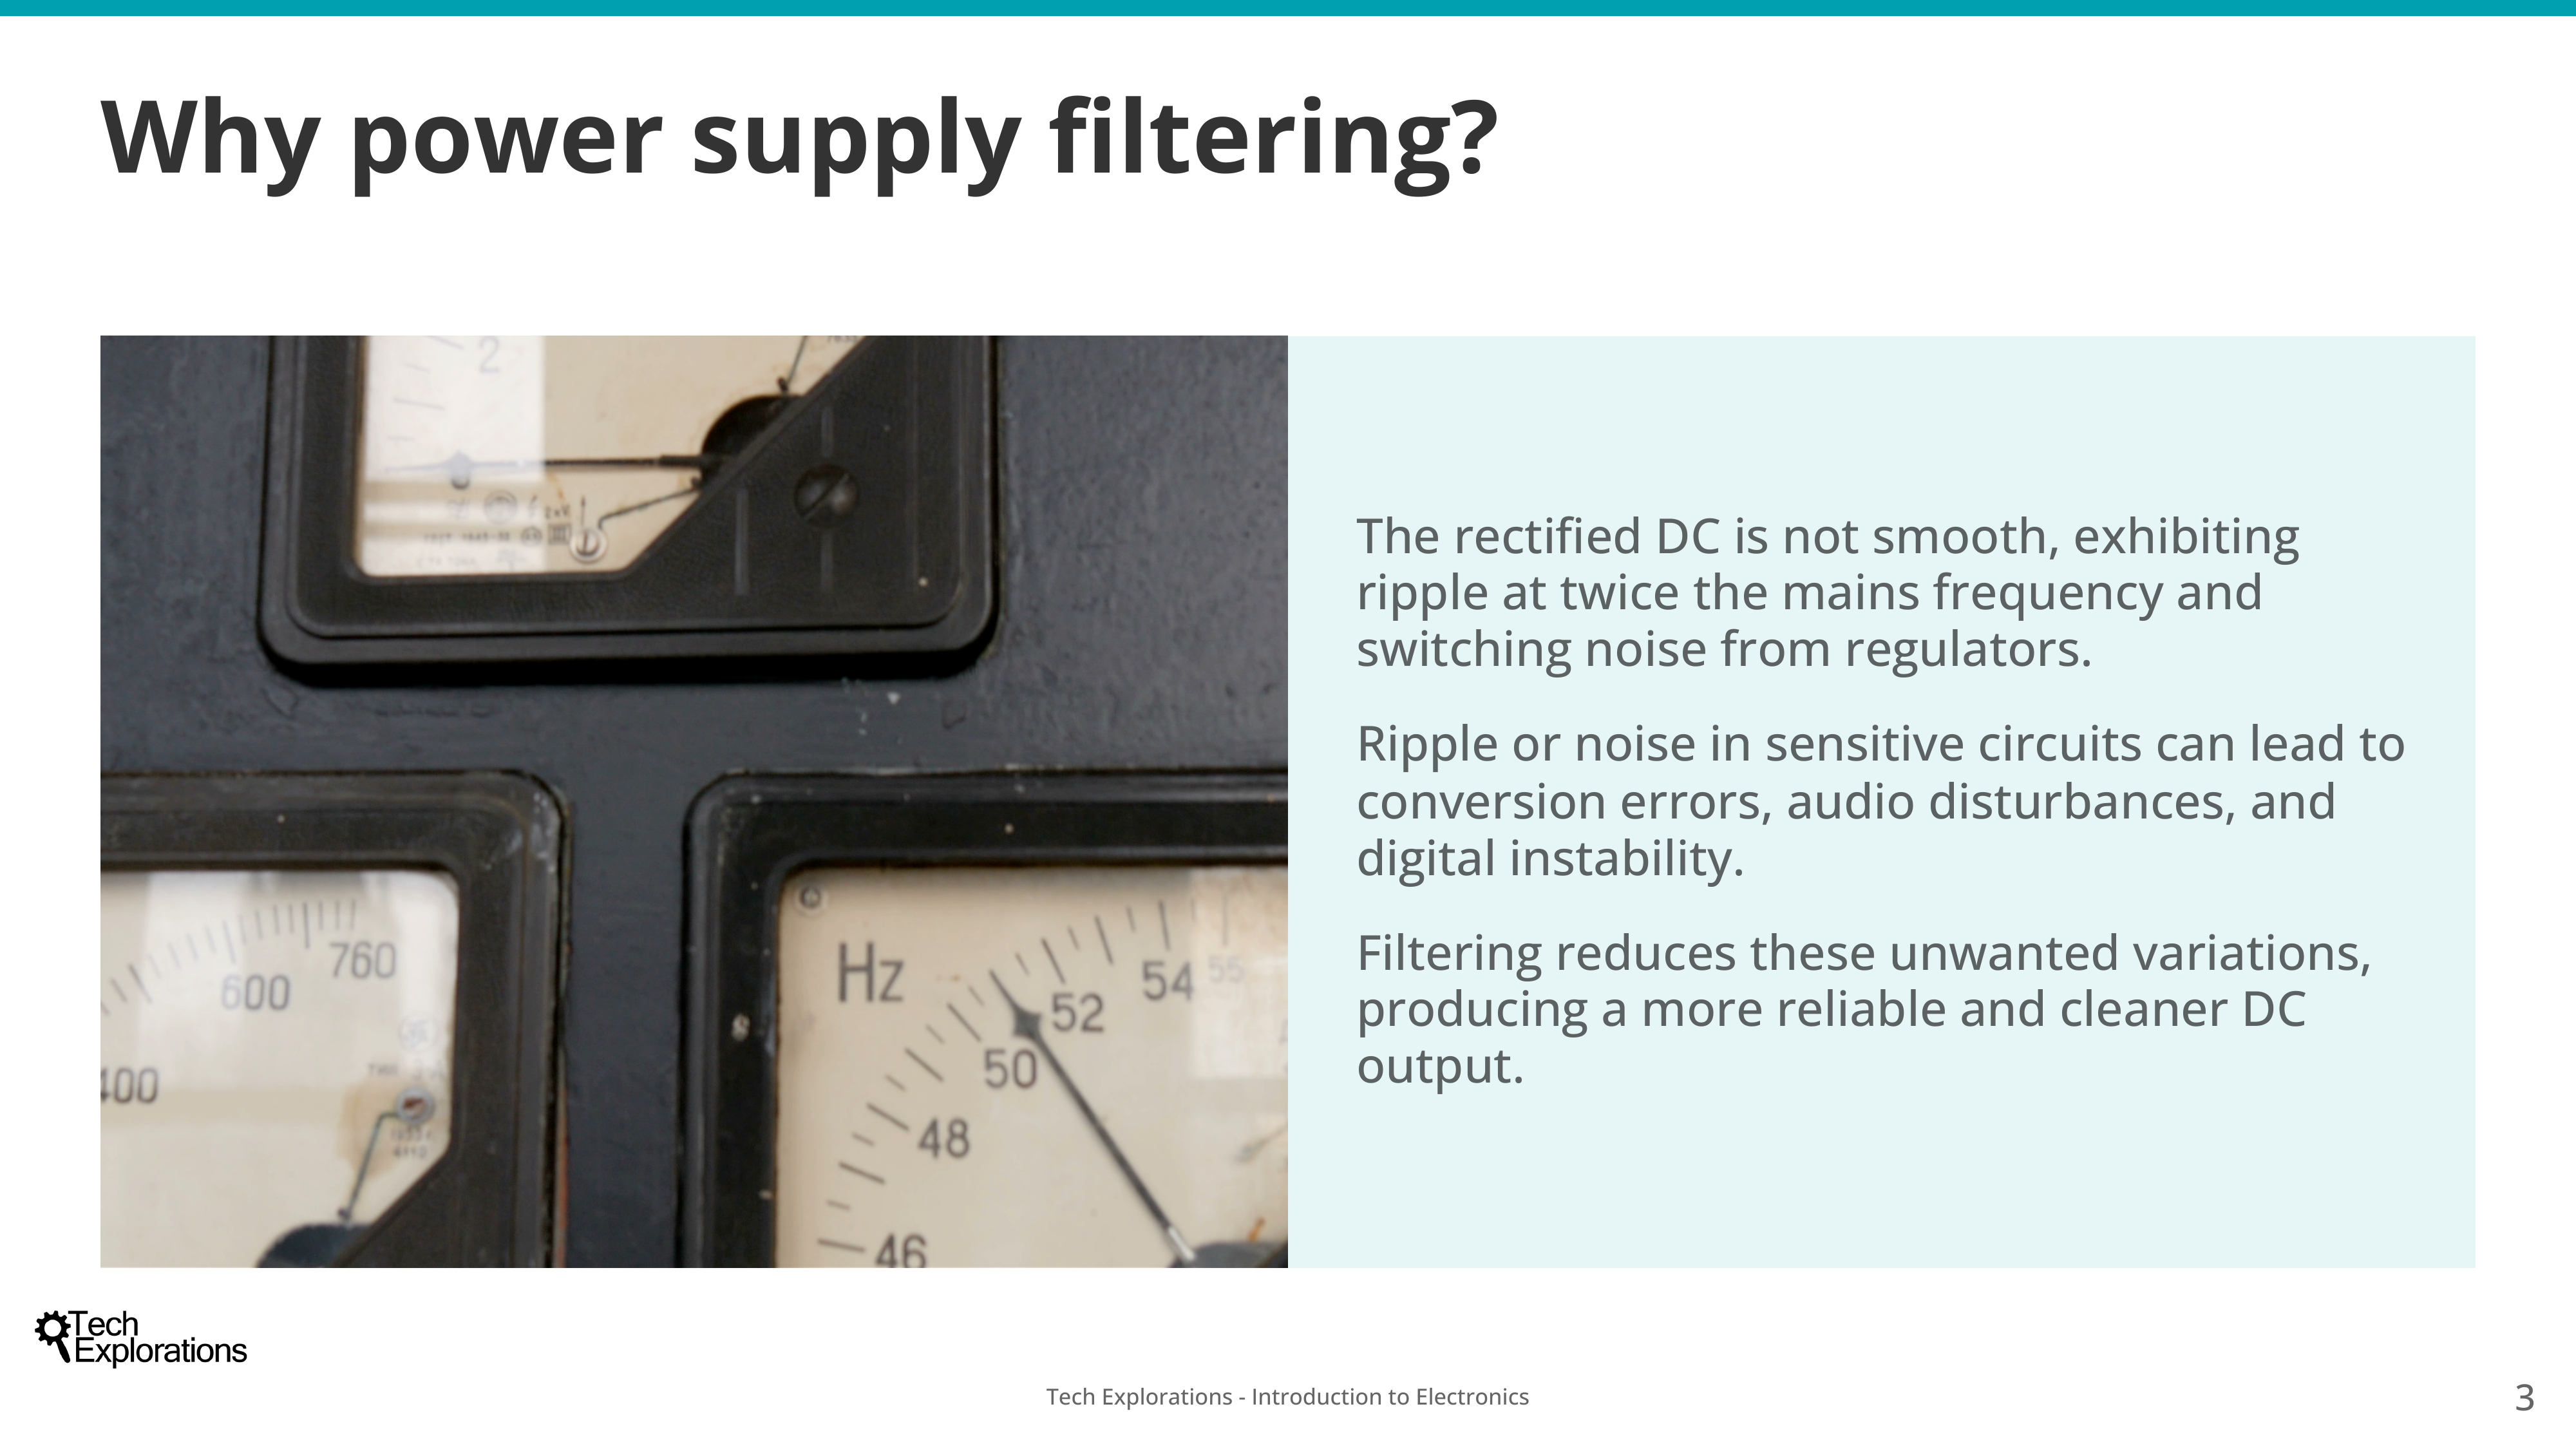 Why power supply filtering?
2
The rectified DC is not smooth, exhibiting
ripple at twice the mains frequency and
switching noise from regulators.
Ripple or noise in sensitive circuits can lead to
conversion errors, audio disturbances, and
digital instability.
Filtering reduces these unwanted variations,
producing a more reliable and cleaner DC
output.
400
600
760
Hz
46
48
50
52
54
55
Tech
Explorations
Tech Explorations - Introduction to Electronics
3